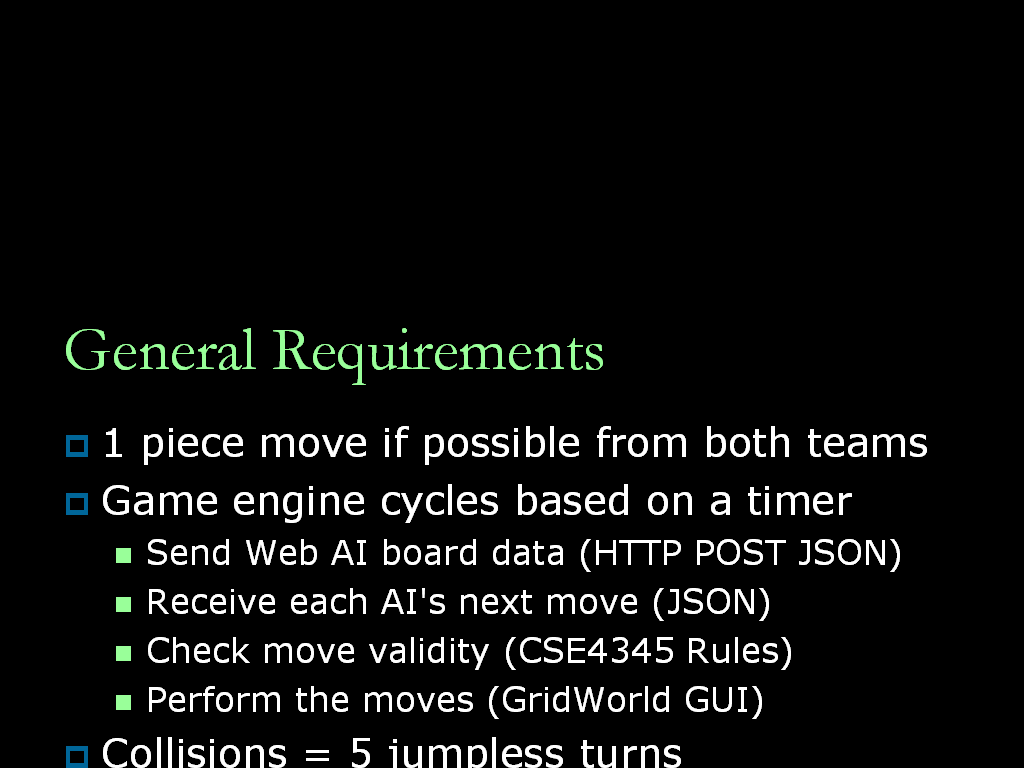 General Requirements
1 piece move if possible from both teams
Game engine cycles based on a timer
Send Web AI board data (HTTP POST JSON)
Receive each AI's next move (JSON)
Check move validity (CSE4345 Rules)
Perform the moves (GridWorld GUI)
Collisions = 5 jumpless turns